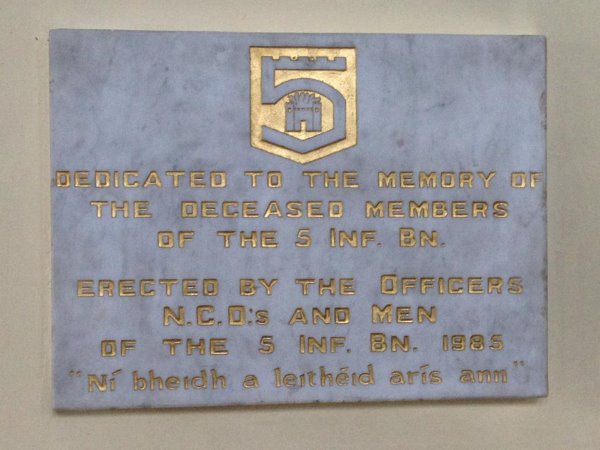 5
DEDICATED TO THE MEMORY OF
THE DECEASED MEMBERS
OF THE 5 INF. BN.
ERECTED BY THE OFFICERS
N.C.O:s AND MEN
OF THE 5 INF. BN. 1985
"Ní bheidh a leithéid arís ann"